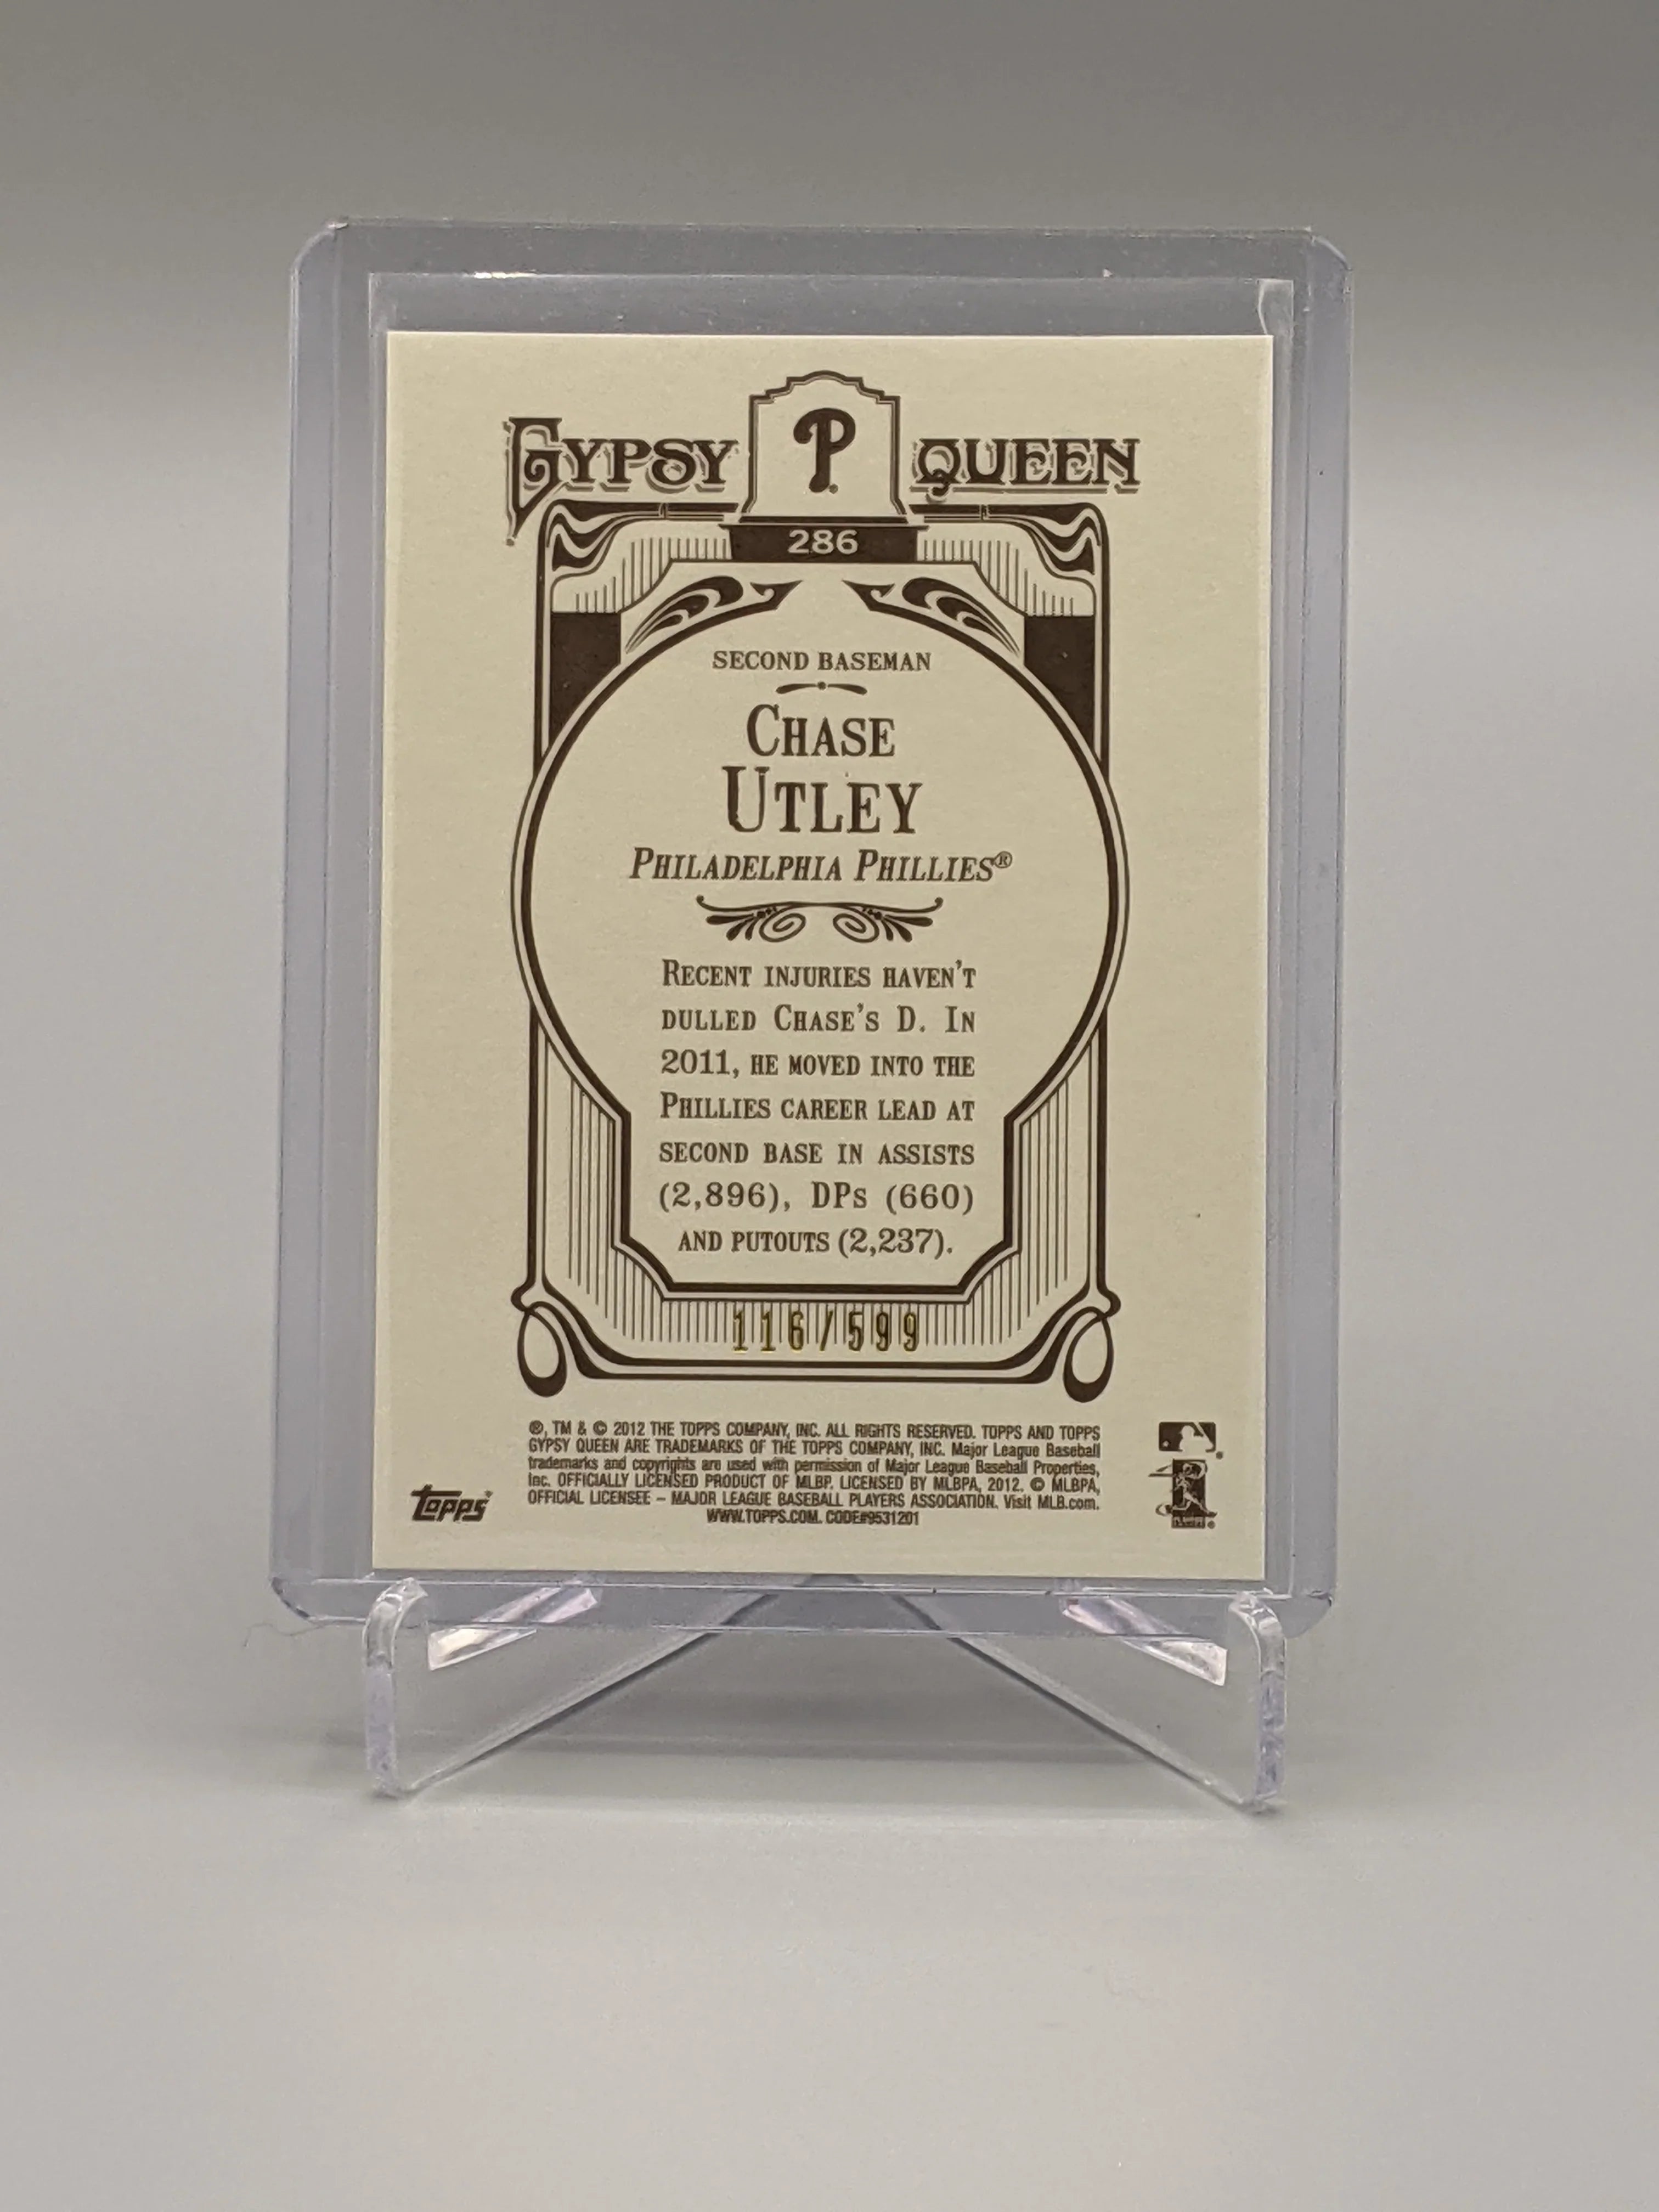 GYPSY P QUEEN
286
SECOND BASEMAN
CHASE
UTLEY
PHILADELPHIA PHILLIES®
RECENT INJURIES HAVEN'T
DULLED CHASE'S D. IN
2011, HE MOVED INTO THE
PHILLIES CAREER LEAD AT
SECOND BASE IN ASSISTS
(2,896), DPS (660)
AND PUTOUTS (2,237).
116/599
®, TM & © 2012 THE TOPPS COMPANY, INC. ALL RIGHTS RESERVED. TOPPS AND TOPPS
GYPSY QUEEN ARE TRADEMARKS OF THE TOPPS COMPANY, INC. Major League Baseball
trademarks and copyrights are used with permission of Major League Baseball Properties,
Inc. OFFICIALLY LICENSED PRODUCT OF MLBP. LICENSED BY MLBPA, 2012. © MLBPA,
OFFICIAL LICENSEE – MAJOR LEAGUE BASEBALL PLAYERS ASSOCIATION. Visit MLB.com.
WWW.TOPPS.COM. CODE#9531201
Topps